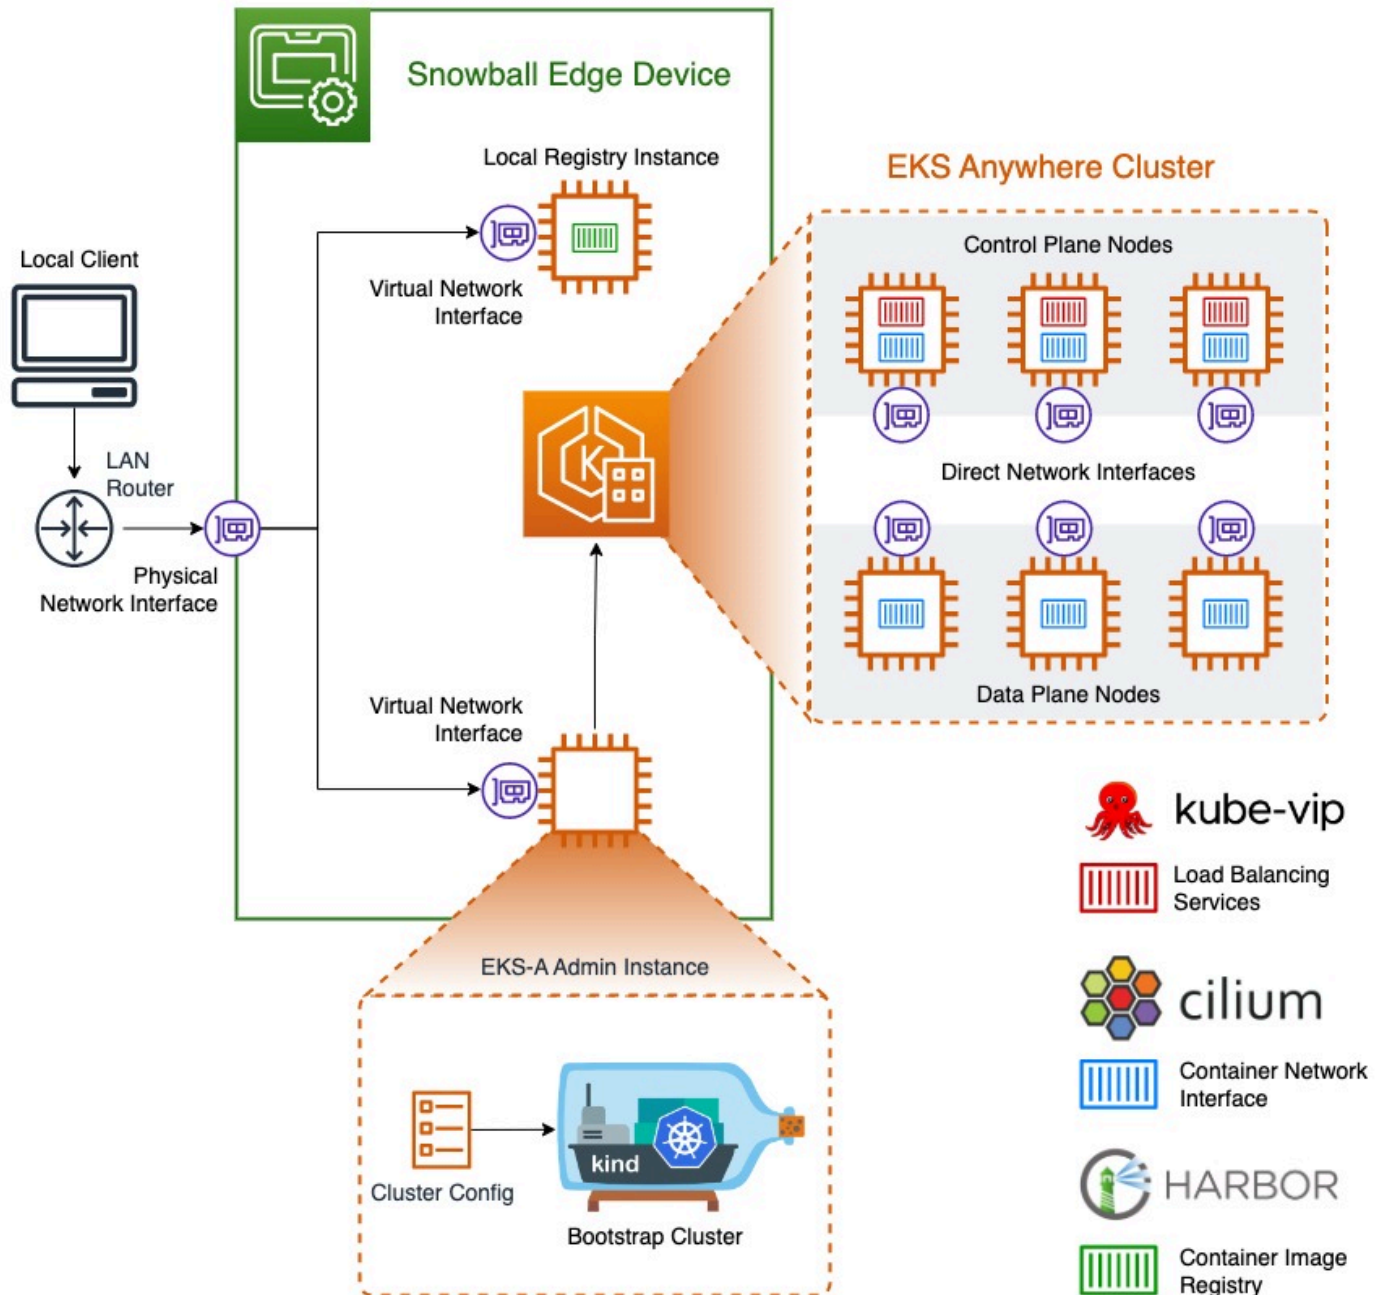 Snowball Edge Device
Local Registry Instance
EKS Anywhere Cluster
Control Plane Nodes
Local Client
Virtual Network
Interface
K
LAN
Router
Direct Network Interfaces
Physical
Network Interface
Data Plane Nodes
Virtual Network
Interface
kube-vip
Load Balancing
Services
EKS-A Admin Instance
cilium
Container Network
Interface
kind
Cluster Config
HARBOR
Bootstrap Cluster
Container Image
Registry